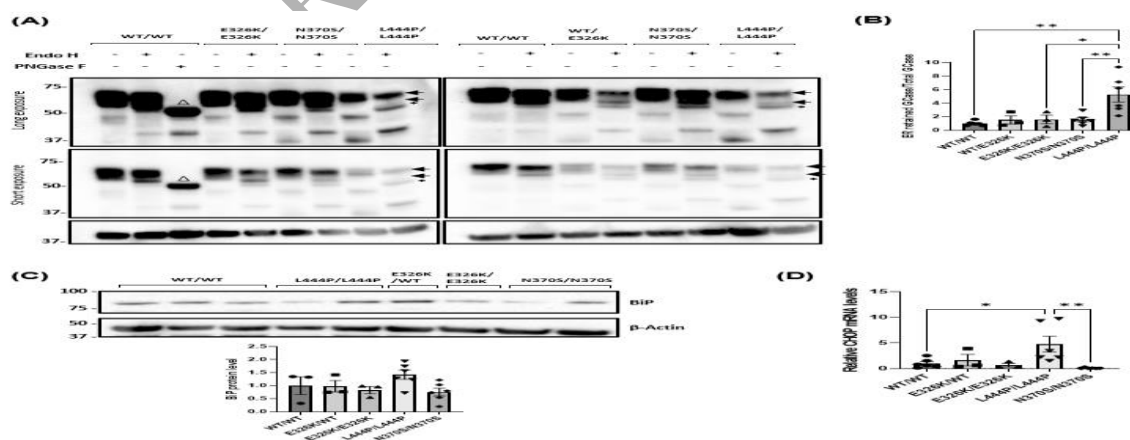 (A)
WT/WT
E326K/
E326K
N370S/
N370S
L444P/
L444P
WT/WT
WT/
E326K
N370S/
N370S
L444P/
L444P
Endo H - + - - + - + - + - + - + - + - +
PNGase F - - +
Long exposure
75-
50-
37-
Short exposure
75-
50-
37-
37-
(B)
ER retained GCase/Total GCase
10
8
6
4
2
0
** 
*
**
WT/WT
WT/E326K
E326K/E326K
N370S/N370S
L444P/L444P
(C)
WT/WT
L444P/L444P
E326K
/WT
E326K/
E326K
N370S/N370S
100
75-
BiP
50-
37-
β-Actin
BiP protein level
2.5
2.0
1.5
1.0
0.5
0.0
WT/WT
E326K/WT
E326K/E326K
L444P/L444P
N370S/N370S
(D)
Relative CHOP mRNA levels
15
10
5
0
*
**
WT/WT
E326K/WT
E326K/E326K
L444P/L444P
N370S/N370S